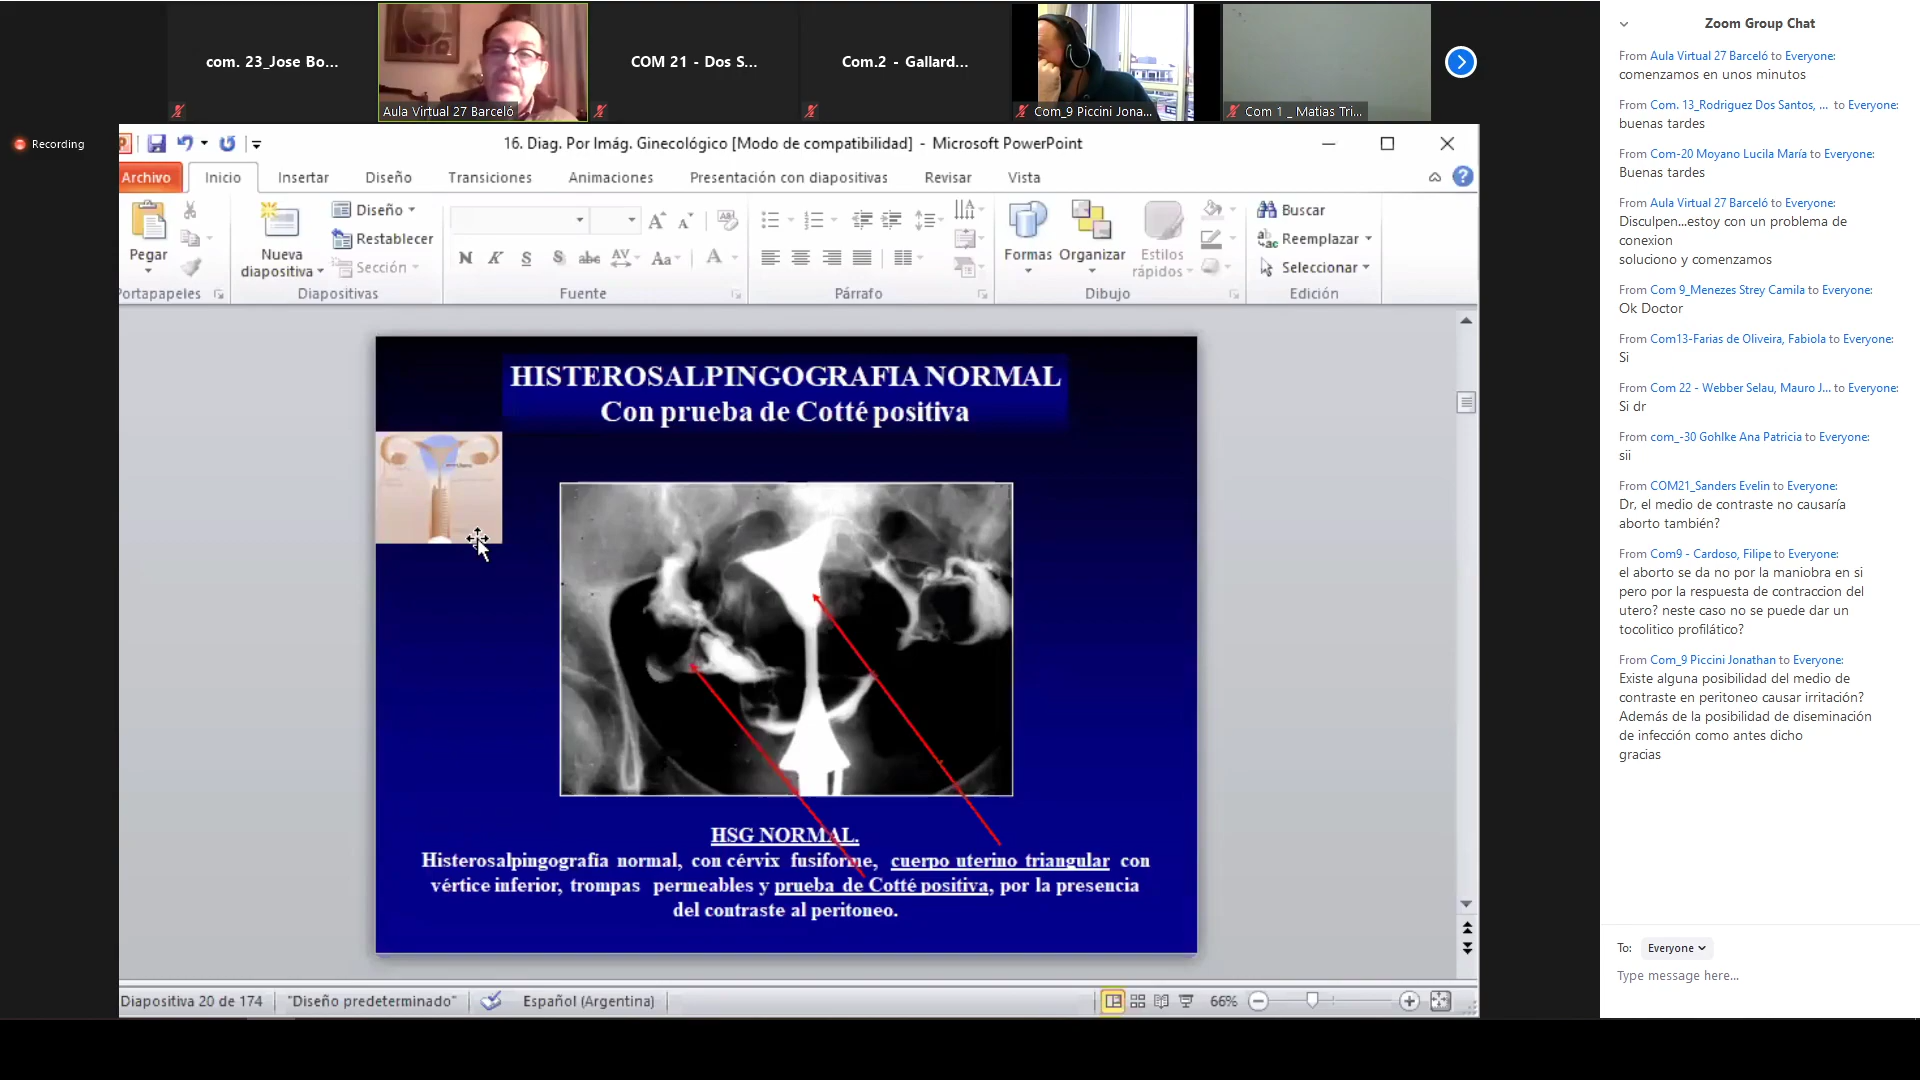 com. 23_Jose Bo...
Aula Virtual 27 Barceló
COM 21 - Dos S...
Com.2 - Gallard...
Com_9 Piccini Jona...
Com 1 _ Matias Tri...
Recording
16. Diag. Por Imág. Ginecológico [Modo de compatibilidad] - Microsoft PowerPoint
Archivo
Inicio
Insertar
Diseño
Transiciones
Animaciones
Presentación con diapositivas
Revisar
Vista
Pegar
Portapapeles
Nueva
diapositiva
Diseño
Restablecer
Sección
Diapositivas
N K S S abc AV Aa A
Fuente
Párrafo
Formas
Organizar
Estilos
rápidos
Dibujo
Buscar
Reemplazar
Seleccionar
Edición
HISTEROSALPINGOGRAFIA NORMAL
Con prueba de Cotté positiva
HSG NORMAL.
Histerosalpingografía normal, con cérvix fusiforme, cuerpo uterino triangular con
vértice inferior, trompas permeables y prueba de Cotté positiva, por la presencia
del contraste al peritoneo.
Diapositiva 20 de 174
"Diseño predeterminado"
Español (Argentina)
66%
Zoom Group Chat
From Aula Virtual 27 Barceló to Everyone:
comenzamos en unos minutos
From Com. 13_Rodriguez Dos Santos, ... to Everyone:
buenas tardes
From Com-20 Moyano Lucila María to Everyone:
Buenas tardes
From Aula Virtual 27 Barceló to Everyone:
Disculpen...estoy con un problema de
conexion
soluciono y comenzamos
From Com 9_Menezes Strey Camila to Everyone:
Ok Doctor
From Com13-Farias de Oliveira, Fabiola to Everyone:
Si
From Com 22 - Webber Selau, Mauro J... to Everyone:
Si dr
From com_-30 Gohlke Ana Patricia to Everyone:
sii
From COM21_Sanders Evelin to Everyone:
Dr, el medio de contraste no causaría
aborto también?
From Com9 - Cardoso, Filipe to Everyone:
el aborto se da no por la maniobra en si
pero por la respuesta de contraccion del
utero? neste caso no se puede dar un
tocolitico profilático?
From Com_9 Piccini Jonathan to Everyone:
Existe alguna posibilidad del medio de
contraste en peritoneo causar irritación?
Además de la posibilidad de diseminación
de infección como antes dicho
gracias
To: Everyone
Type message here...